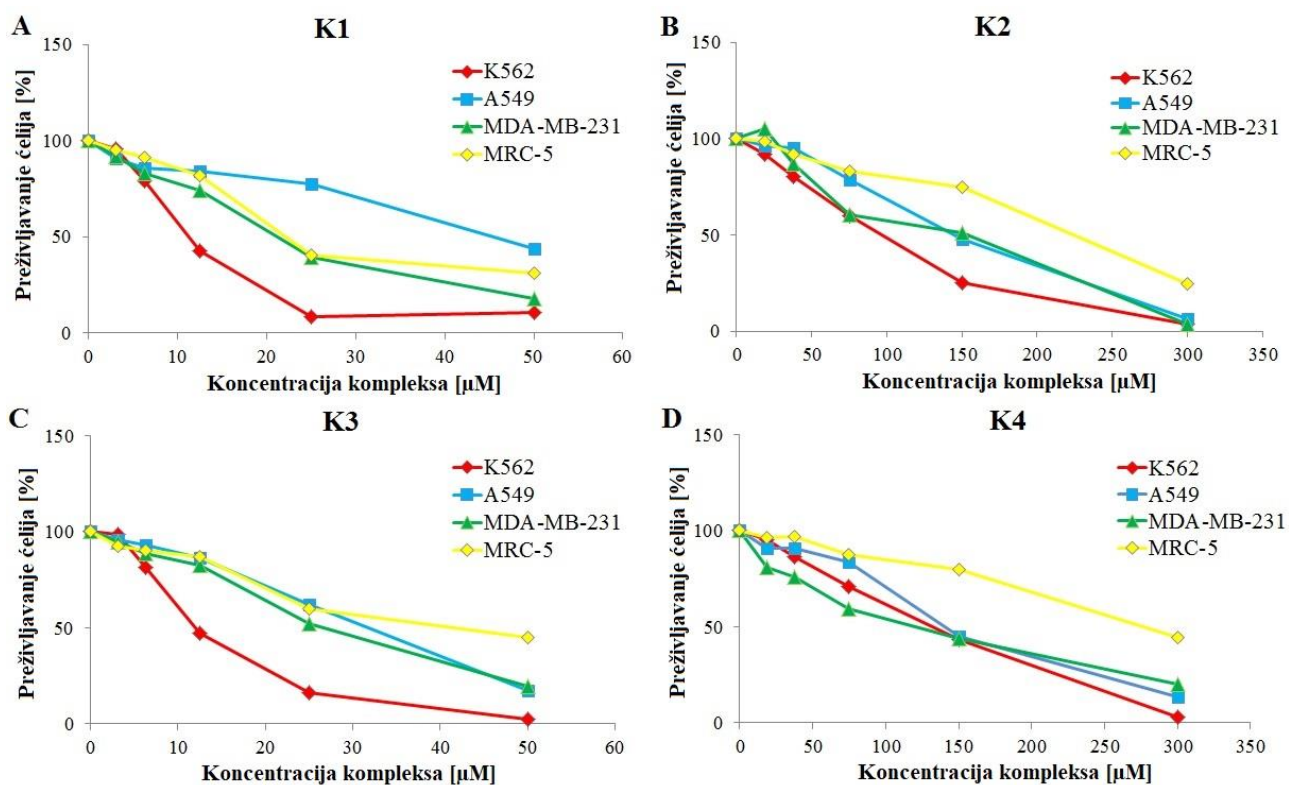 A
K1
150
100
50
0
Preživljavanje ćelija [%]
K562
A549
MDA-MB-231
MRC-5
0 10 20 30 40 50 60
Koncentracija kompleksa [µM]
B
K2
150
100
50
0
Preživljavanje ćelija [%]
K562
A549
MDA-MB-231
MRC-5
0 50 100 150 200 250 300 350
Koncentracija kompleksa [µM]
C
K3
150
100
50
0
Preživljavanje ćelija [%]
K562
A549
MDA-MB-231
MRC-5
0 10 20 30 40 50 60
Koncentracija kompleksa [µM]
D
K4
150
100
50
0
Preživljavanje ćelija [%]
K562
A549
MDA-MB-231
MRC-5
0 50 100 150 200 250 300 350
Koncentracija kompleksa [µM]